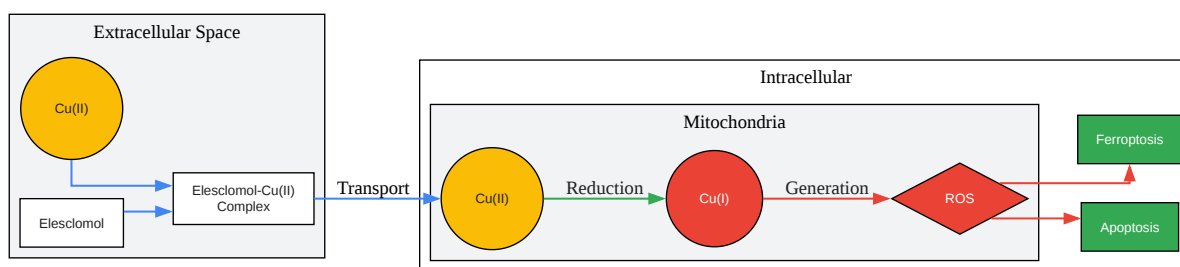 Extracellular Space
Cu(II)
Elesclomol
Elesclomol-Cu(II)
Complex
Transport
Intracellular
Mitochondria
Cu(II)
Reduction
Cu(I)
Generation
ROS
Ferroptosis
Apoptosis